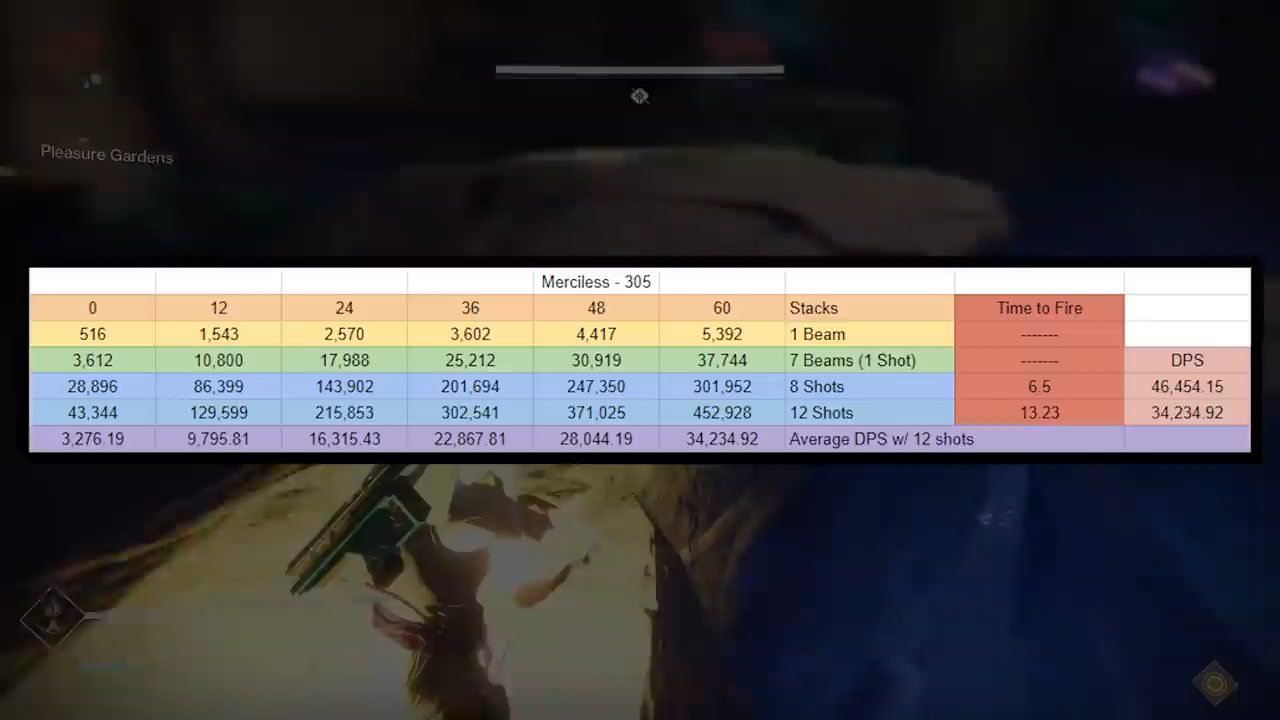 Pleasure Gardens
Merciless - 305
0 12 24 36 48 60 Stacks Time to Fire
516 1,543 2,570 3,602 4,417 5,392 1 Beam -------
3,612 10,800 17,988 25,212 30,919 37,744 7 Beams (1 Shot) ------- DPS
28,896 86,399 143,902 201,694 247,350 301,952 8 Shots 6.5 46,454.15
43,344 129,599 215,853 302,541 371,025 452,928 12 Shots 13.23 34,234.92
3,276.19 9,795.81 16,315.43 22,867.81 28,044.19 34,234.92 Average DPS w/ 12 shots